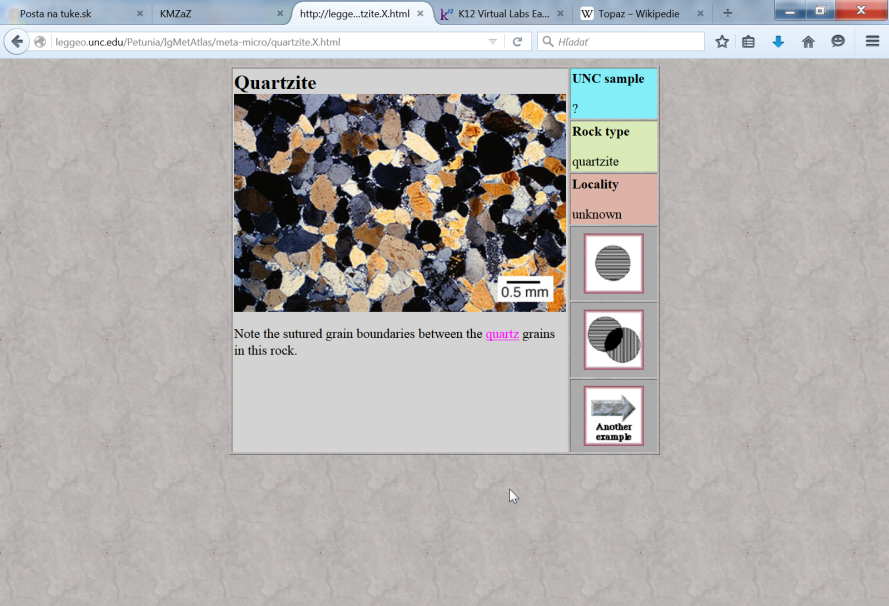 Posta na tuke.sk
KMZaZ
http://legge...tzite.X.html
K12 Virtual Labs Ea...
Topaz – Wikipedie
leggeo.unc.edu/Petunia/IgMetAtlas/meta-micro/quartzite.X.html
Hľadať
Quartzite
0.5 mm
Note the sutured grain boundaries between the quartz grains
in this rock.
UNC sample
?
Rock type
quartzite
Locality
unknown
Another
example